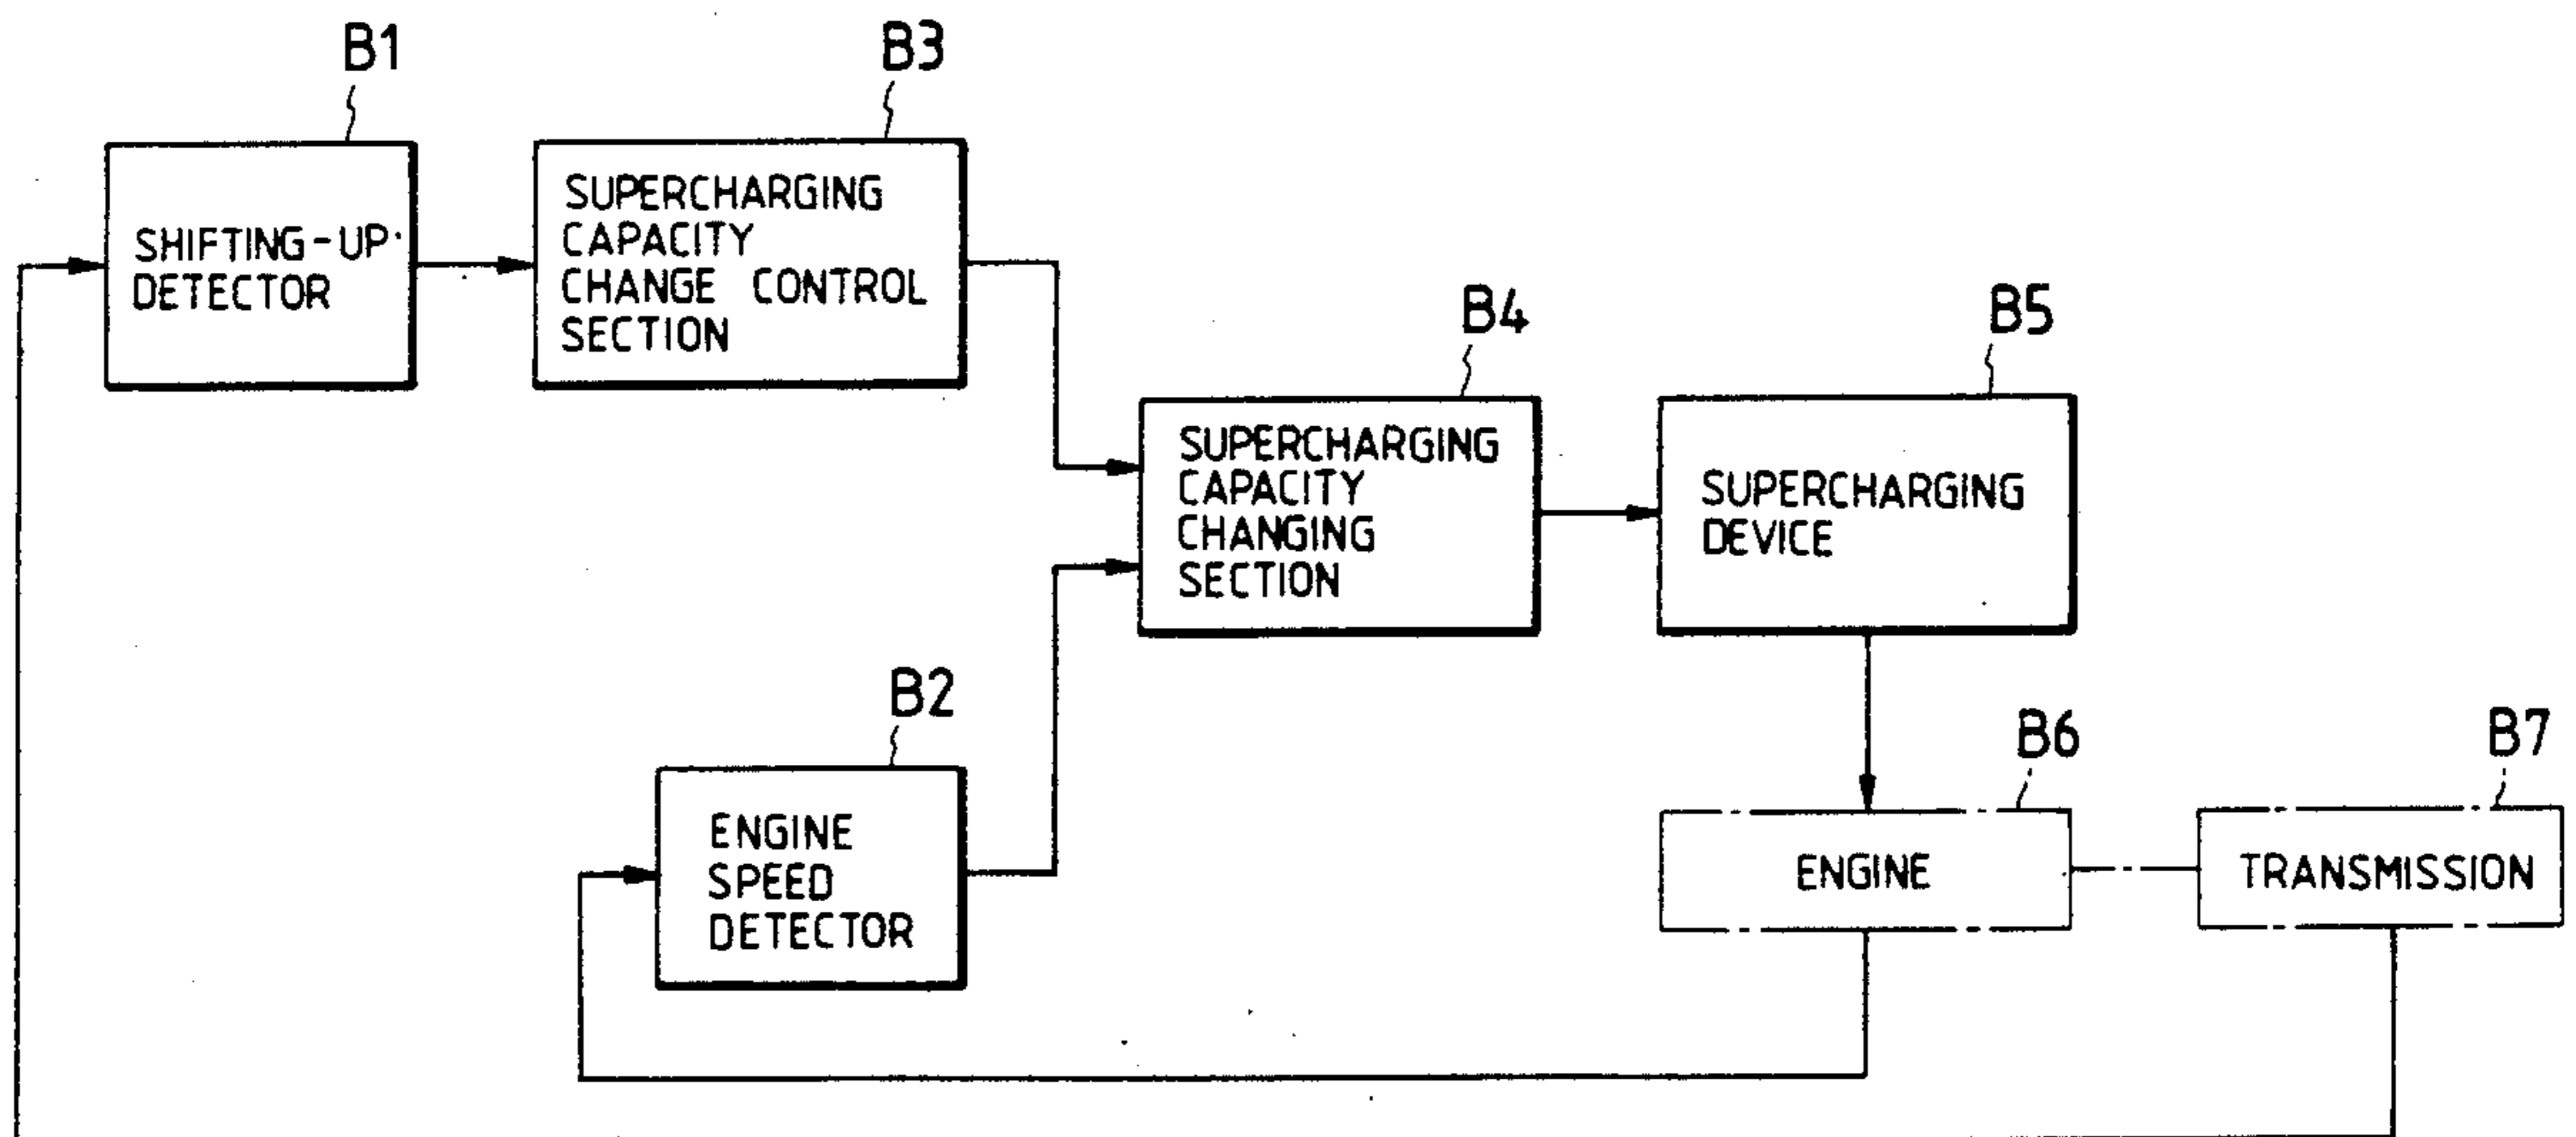 B1
SHIFTING-UP
DETECTOR
B3
SUPERCHARGING
CAPACITY
CHANGE CONTROL
SECTION
B4
SUPERCHARGING
CAPACITY
CHANGING
SECTION
B5
SUPERCHARGING
DEVICE
B2
ENGINE
SPEED
DETECTOR
B6
ENGINE
B7
TRANSMISSION